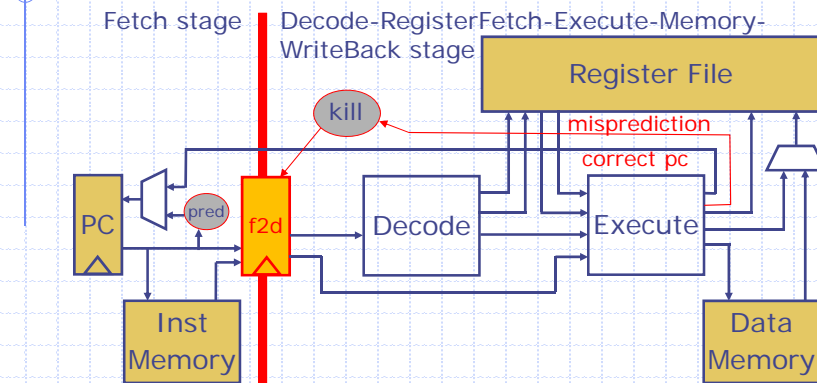 Fetch stage
Decode-RegisterFetch-Execute-Memory-
WriteBack stage
Register File
kill
misprediction
correct pc
pred
PC
f2d
Decode
Execute
Inst
Memory
Data
Memory